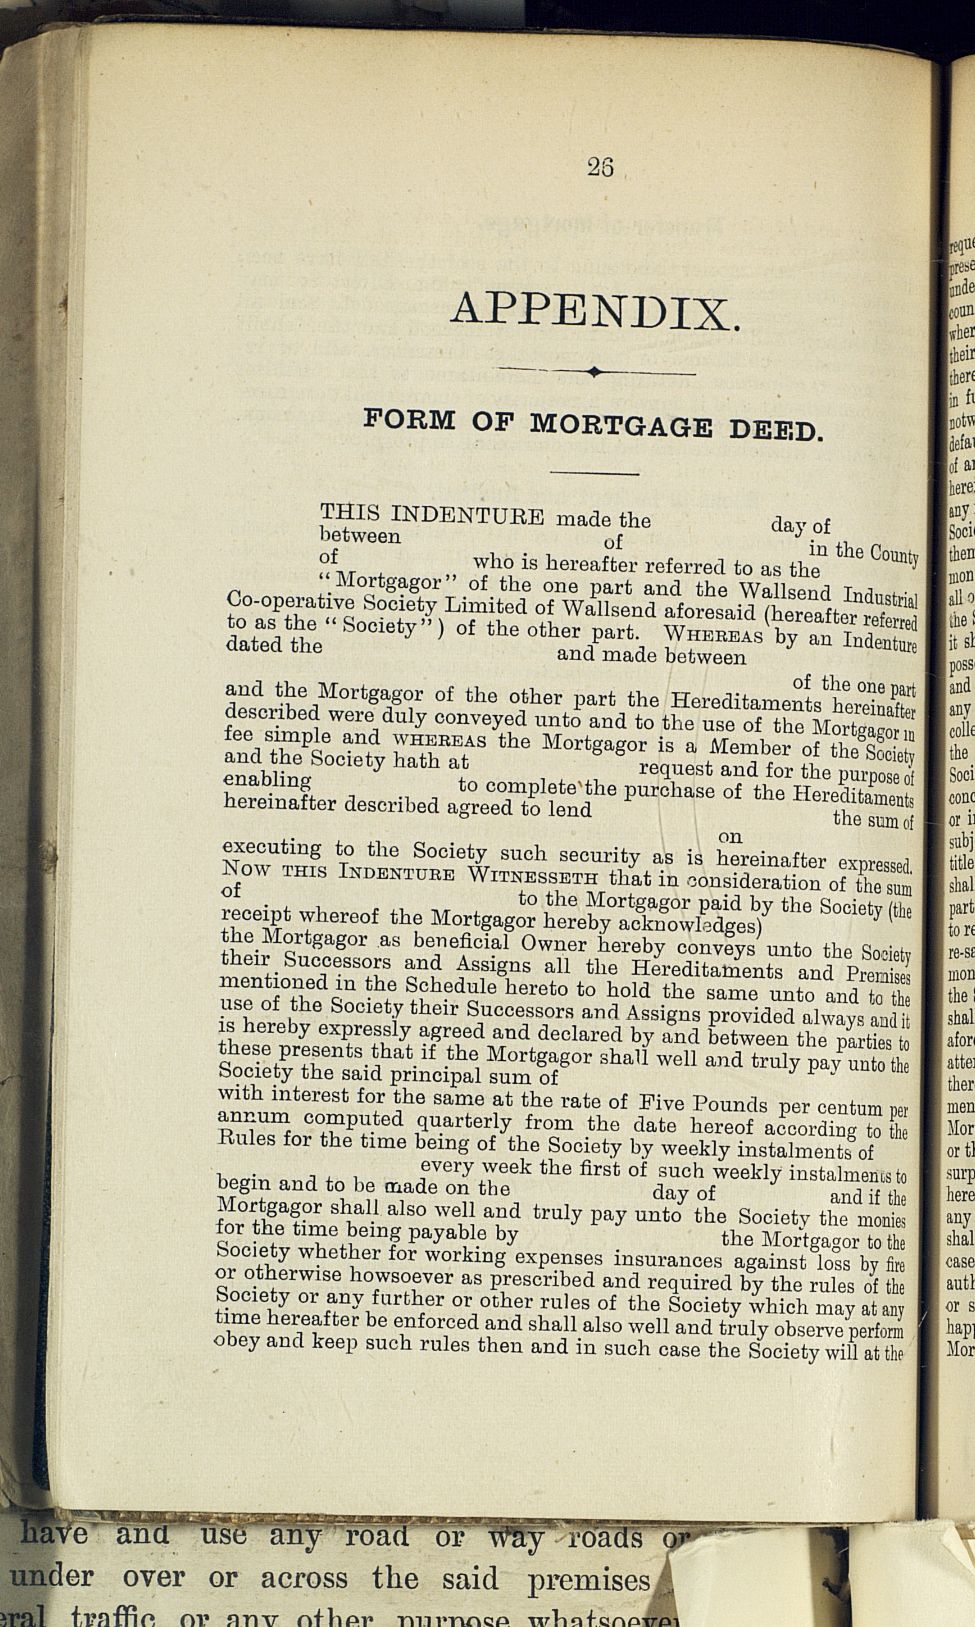 26
APPENDIX.
FORM OF MORTGAGE DEED.
THIS INDENTURE made the day of
between of in the County
of who is hereafter referred to as the
“Mortgagor” of the one part and the Wallsend Industrial
Co-operative Society Limited of Wallsend aforesaid (hereafter referred
to as the “Society”) of the other part. WHEREAS by an Indenture
dated the and made between
of the one part
and the Mortgagor of the other part the Hereditaments hereinafter
described were duly conveyed unto and to the use of the Mortgagor in
fee simple and WHEREAS the Mortgagor is a Member of the Society
and the Society hath at request and for the purpose of
enabling to complete the purchase of the Hereditaments
hereinafter described agreed to lend the sum of
on
executing to the Society such security as is hereinafter expressed.
NOW THIS INDENTURE WITNESSETH that in consideration of the sum
of to the Mortgagor paid by the Society (the
receipt whereof the Mortgagor hereby acknowledges)
the Mortgagor as beneficial Owner hereby conveys unto the Society
their Successors and Assigns all the Hereditaments and Premises
mentioned in the Schedule hereto to hold the same unto and to the
use of the Society their Successors and Assigns provided always and it
is hereby expressly agreed and declared by and between the parties to
these presents that if the Mortgagor shall well and truly pay unto the
Society the said principal sum of
with interest for the same at the rate of Five Pounds per centum per
annum computed quarterly from the date hereof according to the
Rules for the time being of the Society by weekly instalments of
every week the first of such weekly instalments to
begin and to be made on the day of and if the
Mortgagor shall also well and truly pay unto the Society the monies
for the time being payable by the Mortgagor to the
Society whether for working expenses insurances against loss by fire
or otherwise howsoever as prescribed and required by the rules of the
Society or any further or other rules of the Society which may at any
time hereafter be enforced and shall also well and truly observe perform
obey and keep such rules then and in such case the Society will at the
have and use any road or way roads or
under over or across the said premises
traffic or any other purpose